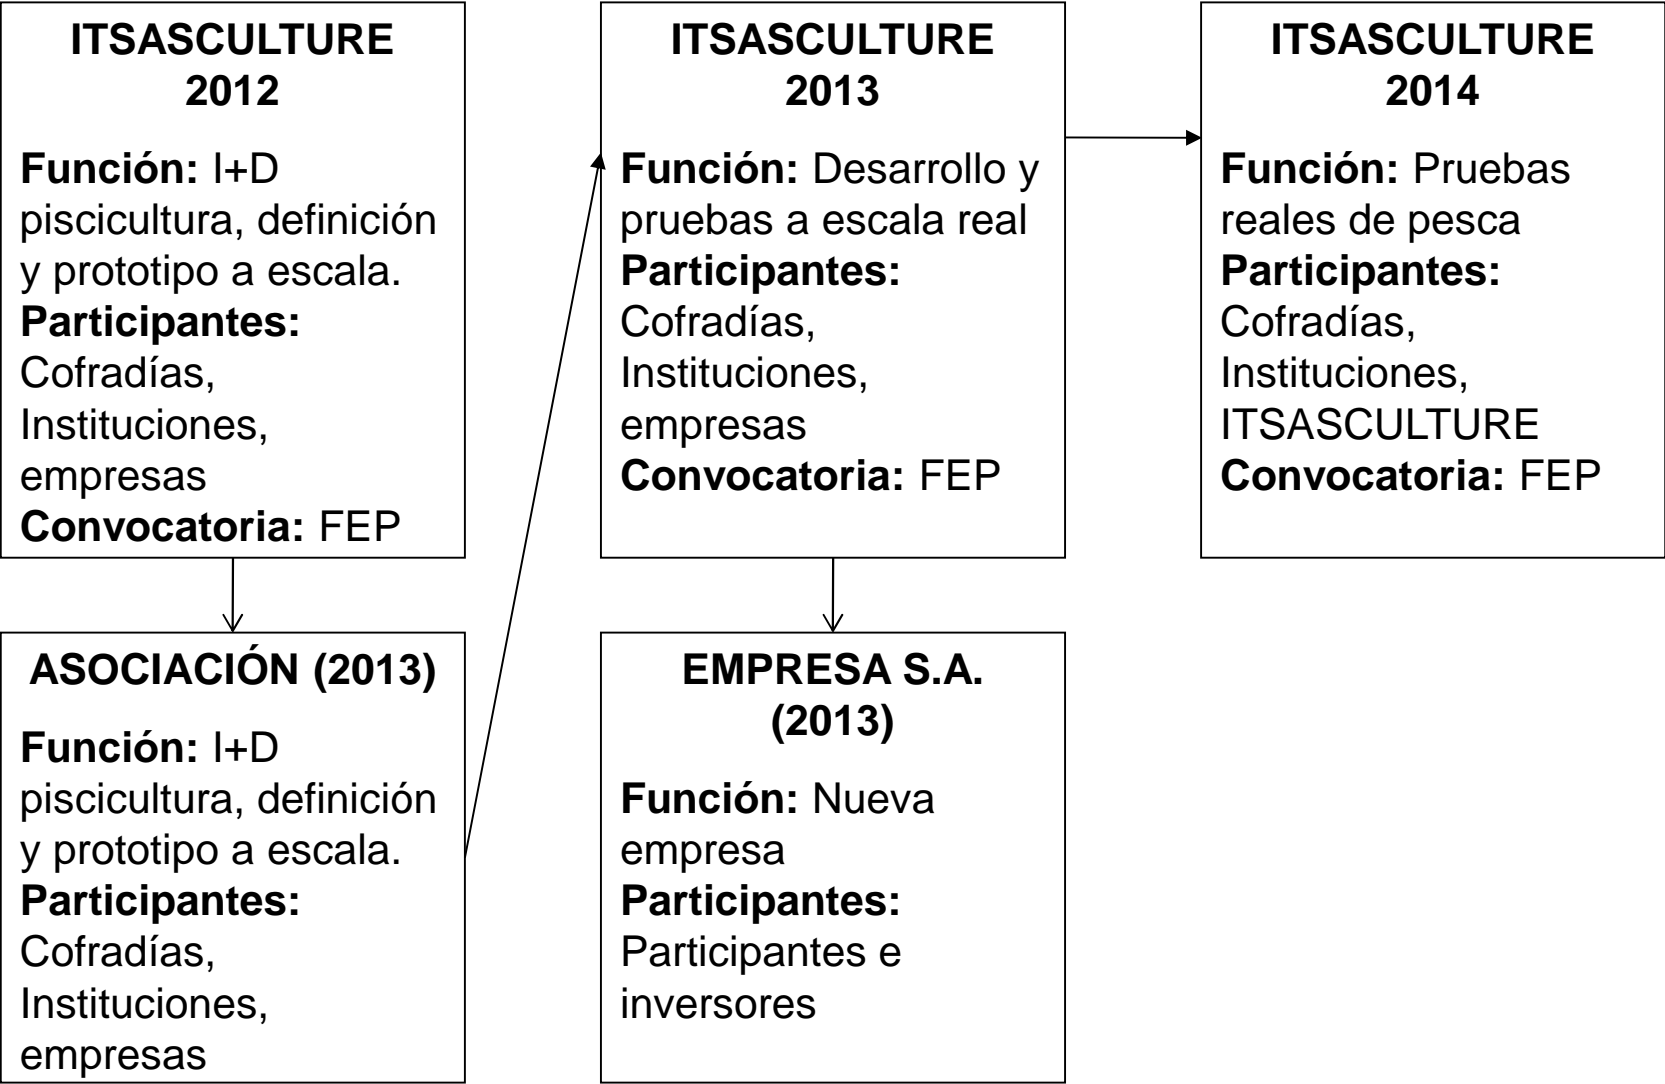 ITSASCULTURE
2012
Función: I+D
piscicultura, definición
y prototipo a escala.
Participantes:
Cofradías,
Instituciones,
empresas
Convocatoria: FEP
ASOCIACIÓN (2013)
Función: I+D
piscicultura, definición
y prototipo a escala.
Participantes:
Cofradías,
Instituciones,
empresas
ITSASCULTURE
2013
Función: Desarrollo y
pruebas a escala real
Participantes:
Cofradías,
Instituciones,
empresas
Convocatoria: FEP
EMPRESA S.A.
(2013)
Función: Nueva
empresa
Participantes:
Participantes e
inversores
ITSASCULTURE
2014
Función: Pruebas
reales de pesca
Participantes:
Cofradías,
Instituciones,
ITSASCULTURE
Convocatoria: FEP